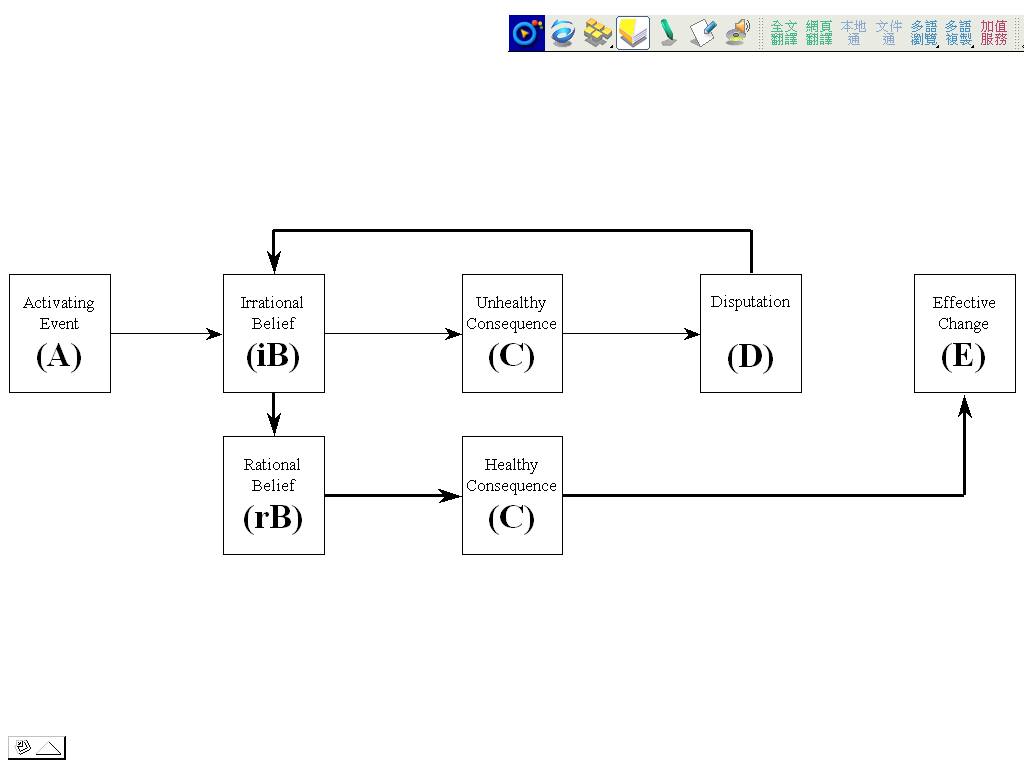 全文 網頁 本地 文件 多語 多語 加值
翻譯 翻譯 通 通 瀏覽 複製 服務
Activating
Event
(A)
Irrational
Belief
(iB)
Unhealthy
Consequence
(C)
Disputation
(D)
Effective
Change
(E)
Rational
Belief
(rB)
Healthy
Consequence
(C)